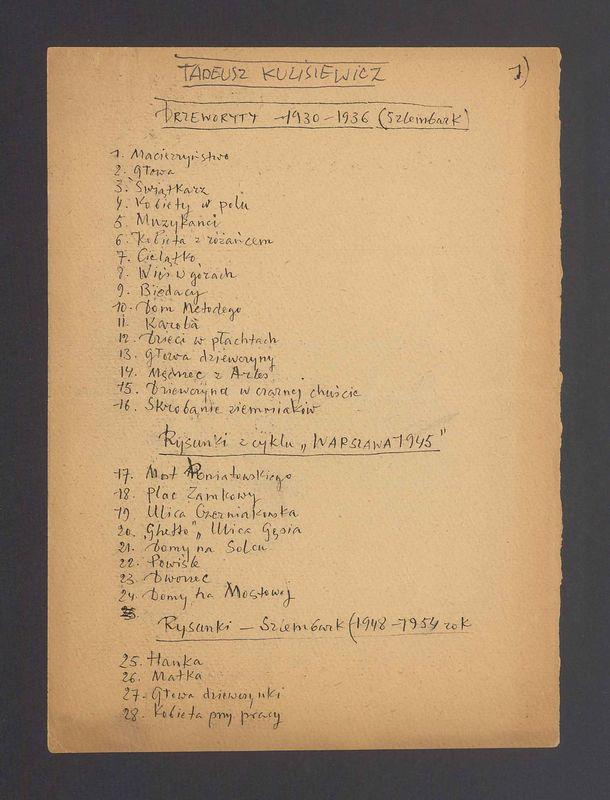 TADEUSZ KULISIEWICZ
1)
DRZEWORYTY - 1930 - 1936 (Szlembark)
1. Macierzyństwo
2. Głowa
3. Świątkarz
4. Kobiety w polu
5. Muzykanci
6. Kobieta z różańcem
7. Cielątko
8. Wieś w górach
9. Biedacy
10. Dom Metodego
11. Karoba
12. Dzieci w płachtach
13. Głowa dziewczyny
14. Mędrzec z Arles
15. Dziewczyna w czarnej chuście
16. Skrobanie ziemniaków
Rysunki z cyklu „WARSZAWA 1945"
17. Most Poniatowskiego
18. Plac Zamkowy
19 Ulica Czerniakowska
20. „Ghetto", Ulica Gęsia
21. Domy na Solcu
22. Powiśle
23. Dworzec
24. Domy na Mostowej
25
Rysunki - Szlembark (1948 - 1954 rok
25. Hanka
26. Matka
27. Głowa dziewczynki
28. Kobieta przy pracy